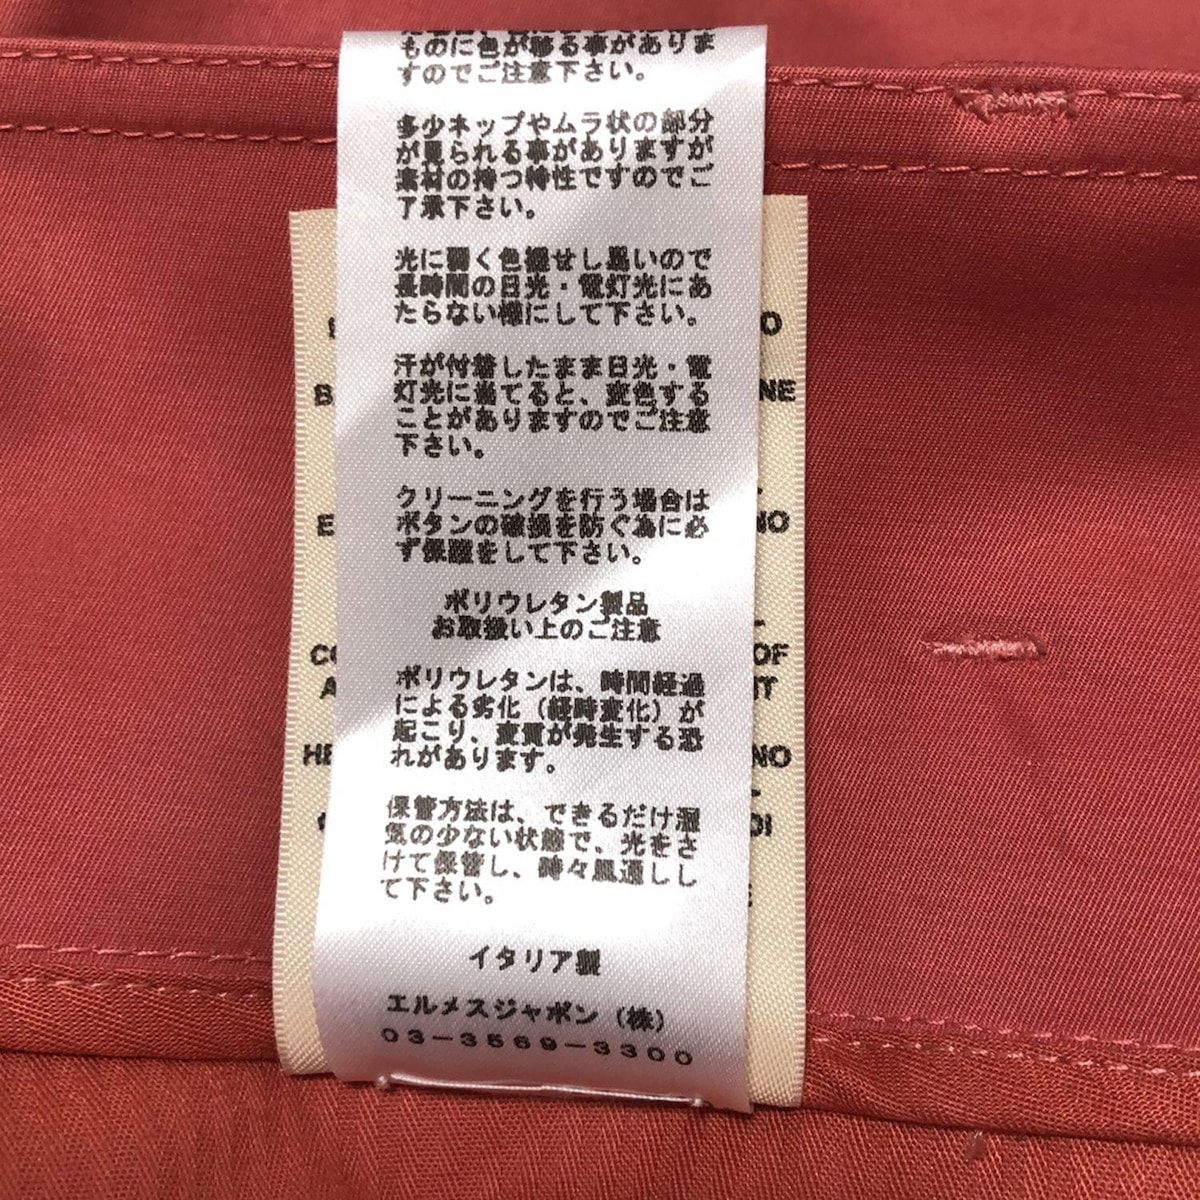 ものに色が移る事がありま
すのでご注意下さい。
多少ネップやムラ状の部分
が見られる事がありますが
素材の持つ特性ですのでご
了承下さい。
光に弱く色褪せし易いので
長時間の日光・電灯光にあ
たらない様にして下さい。
汗が付着したまま日光・電
灯光に当てると、変色する
ことがありますのでご注意
下さい。
クリーニングを行う場合は
ボタンの破損を防ぐ為に必
ず保護をして下さい。
ポリウレタン製品
お取扱い上のご注意
ポリウレタンは、時間経過
による劣化（経時変化）が
起こり、変質が発生する恐
れがあります。
保管方法は、できるだけ湿
気の少ない状態で、光をさ
けて保管し、時々風通しし
て下さい。
イタリア製
エルメスジャポン（株）
03-3569-3300